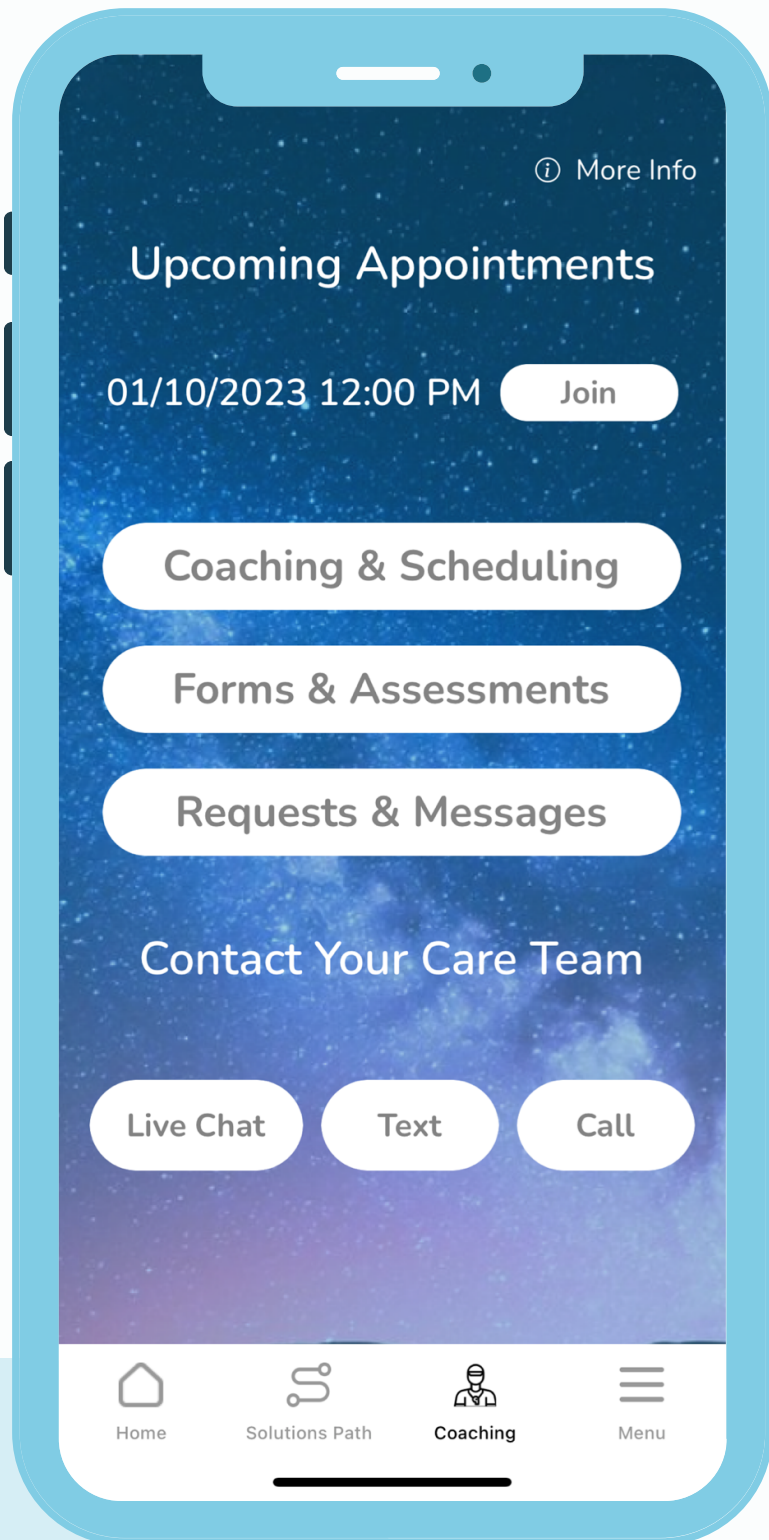 More Info
Upcoming Appointments
01/10/2023 12:00 PM Join
Coaching & Scheduling
Forms & Assessments
Requests & Messages
Contact Your Care Team
Live Chat Text Call
Home Solutions Path Coaching Menu